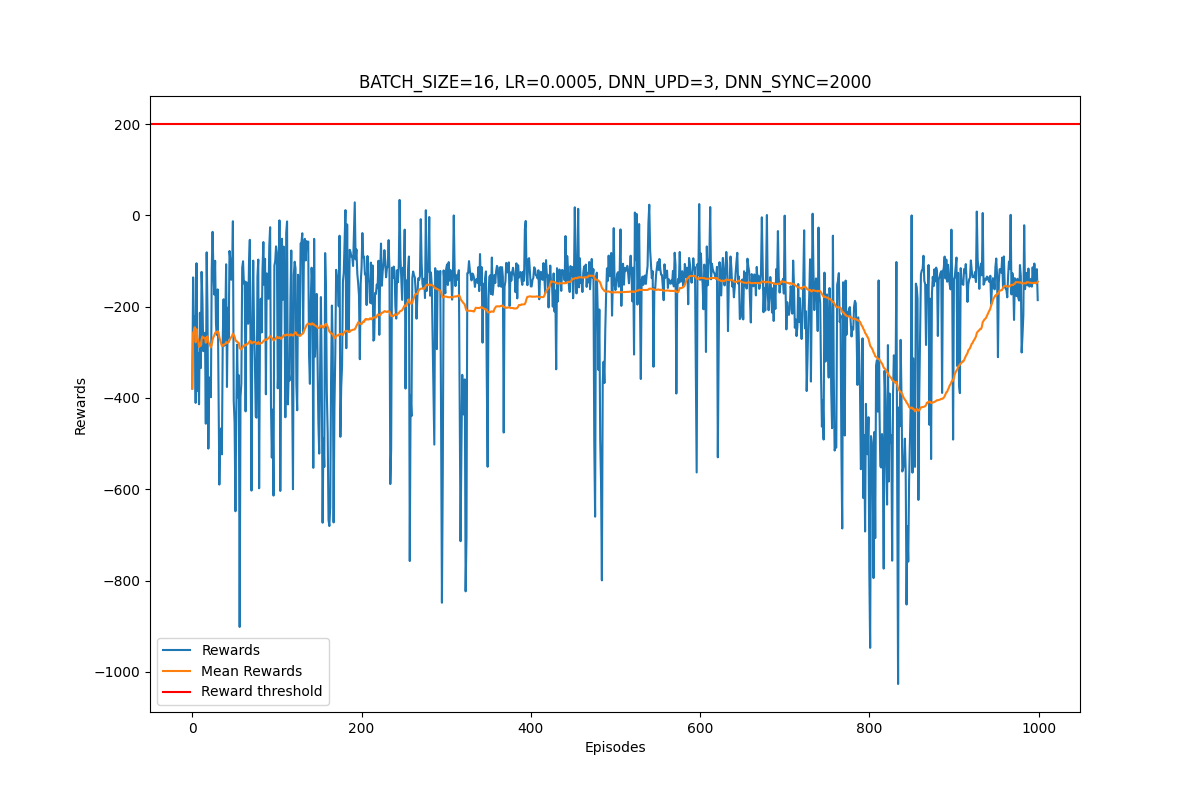 BATCH_SIZE=16, LR=0.0005, DNN_UPD=3, DNN_SYNC=2000
200
0
−200
−400
−600
−800
−1000
Rewards
Rewards
Mean Rewards
Reward threshold
0
200
400
600
800
1000
Episodes